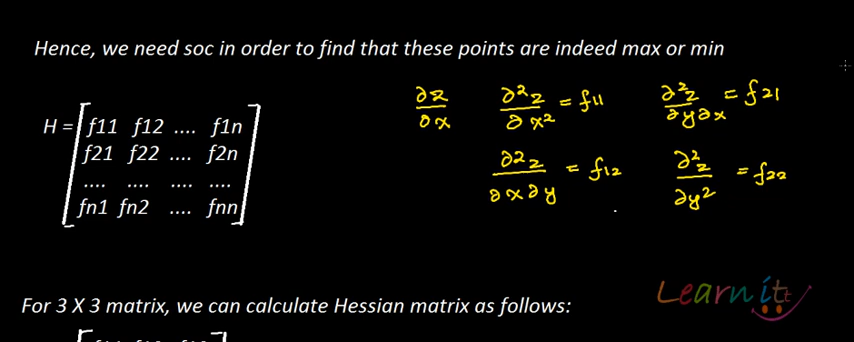 Hence, we need soc in order to find that these points are indeed max or min
∂z/∂x  ∂²z/∂x² = f11  ∂²z/∂y∂x = f21
∂²z/∂x∂y = f12  ∂²z/∂y² = f22
H = f11 f12 .... f1n
f21 f22 .... f2n
.... .... .... ....
fn1 fn2 .... fnn
Learnitt
For 3 X 3 matrix, we can calculate Hessian matrix as follows: